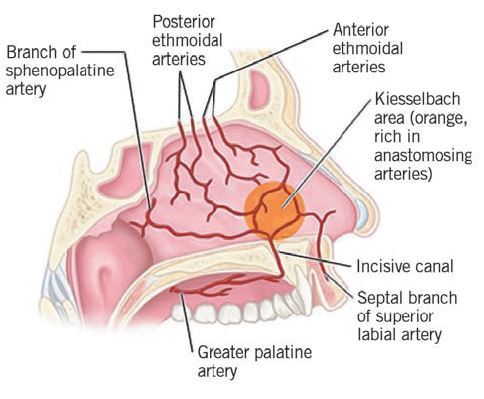 Posterior
ethmoidal
arteries
Anterior
ethmoidal
arteries
Branch of
sphenopalatine
artery
Kiesselbach
area (orange,
rich in
anastomosing
arteries)
Incisive canal
Septal branch
of superior
labial artery
Greater palatine
artery